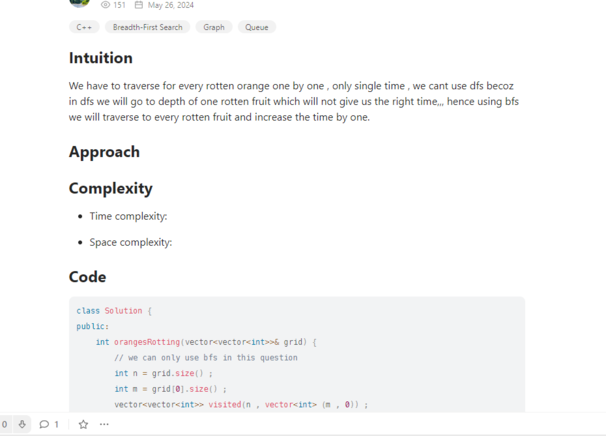 151 May 26, 2024
C++ Breadth-First Search Graph Queue
Intuition
We have to traverse for every rotten orange one by one , only single time , we cant use dfs becoz
in dfs we will go to depth of one rotten fruit which will not give us the right time,,, hence using bfs
we will traverse to every rotten fruit and increase the time by one.
Approach
Complexity
• Time complexity:
• Space complexity:
Code
class Solution {
public:
    int orangesRotting(vector<vector<int>>& grid) {
        // we can only use bfs in this question
        int n = grid.size() ;
        int m = grid[0].size() ;
        vector<vector<int>> visited(n , vector<int> (m , 0)) ;
0 1